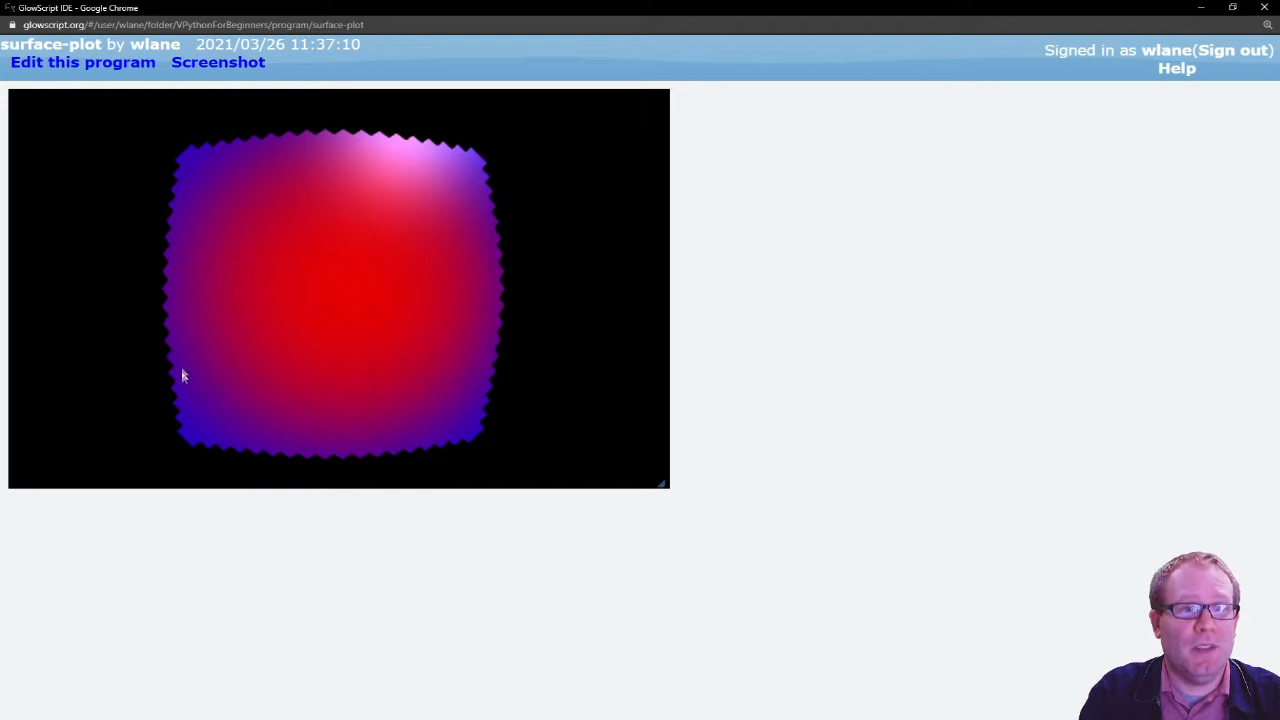 GlowScript IDE - Google Chrome
glowscript.org/#/user/wlane/folder/VPythonForBeginners/program/surface-plot
surface-plot by wlane 2021/03/26 11:37:10
Signed in as wlane(Sign out)
Edit this program Screenshot
Help